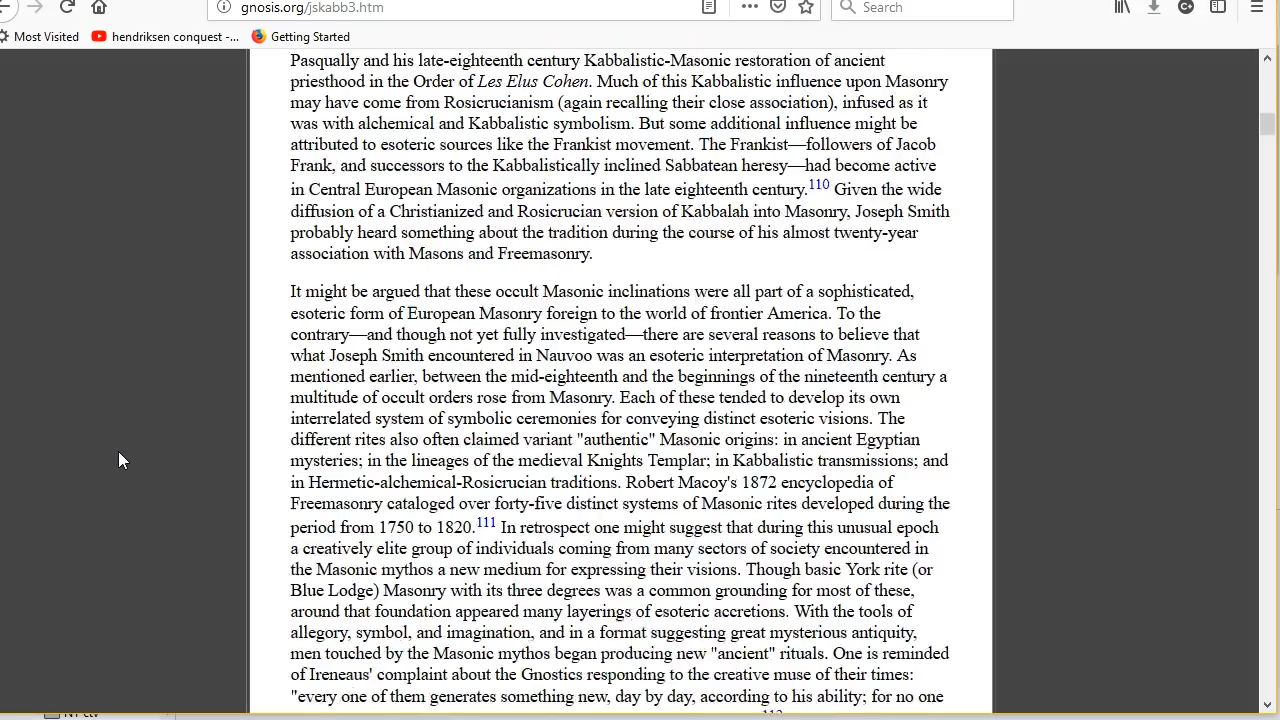 gnosis.org/jskabb3.htm
Search
Most Visited
hendriksen conquest -...
Getting Started
Pasqually and his late-eighteenth century Kabbalistic-Masonic restoration of ancient
priesthood in the Order of Les Elus Cohen. Much of this Kabbalistic influence upon Masonry
may have come from Rosicrucianism (again recalling their close association), infused as it
was with alchemical and Kabbalistic symbolism. But some additional influence might be
attributed to esoteric sources like the Frankist movement. The Frankist—followers of Jacob
Frank, and successors to the Kabbalistically inclined Sabbatean heresy—had become active
in Central European Masonic organizations in the late eighteenth century.110 Given the wide
diffusion of a Christianized and Rosicrucian version of Kabbalah into Masonry, Joseph Smith
probably heard something about the tradition during the course of his almost twenty-year
association with Masons and Freemasonry.
It might be argued that these occult Masonic inclinations were all part of a sophisticated,
esoteric form of European Masonry foreign to the world of frontier America. To the
contrary—and though not yet fully investigated—there are several reasons to believe that
what Joseph Smith encountered in Nauvoo was an esoteric interpretation of Masonry. As
mentioned earlier, between the mid-eighteenth and the beginnings of the nineteenth century a
multitude of occult orders rose from Masonry. Each of these tended to develop its own
interrelated system of symbolic ceremonies for conveying distinct esoteric visions. The
different rites also often claimed variant "authentic" Masonic origins: in ancient Egyptian
mysteries; in the lineages of the medieval Knights Templar; in Kabbalistic transmissions; and
in Hermetic-alchemical-Rosicrucian traditions. Robert Macoy's 1872 encyclopedia of
Freemasonry cataloged over forty-five distinct systems of Masonic rites developed during the
period from 1750 to 1820.111 In retrospect one might suggest that during this unusual epoch
a creatively elite group of individuals coming from many sectors of society encountered in
the Masonic mythos a new medium for expressing their visions. Though basic York rite (or
Blue Lodge) Masonry with its three degrees was a common grounding for most of these,
around that foundation appeared many layerings of esoteric accretions. With the tools of
allegory, symbol, and imagination, and in a format suggesting great mysterious antiquity,
men touched by the Masonic mythos began producing new "ancient" rituals. One is reminded
of Ireneaus' complaint about the Gnostics responding to the creative muse of their times:
"every one of them generates something new, day by day, according to his ability; for no one